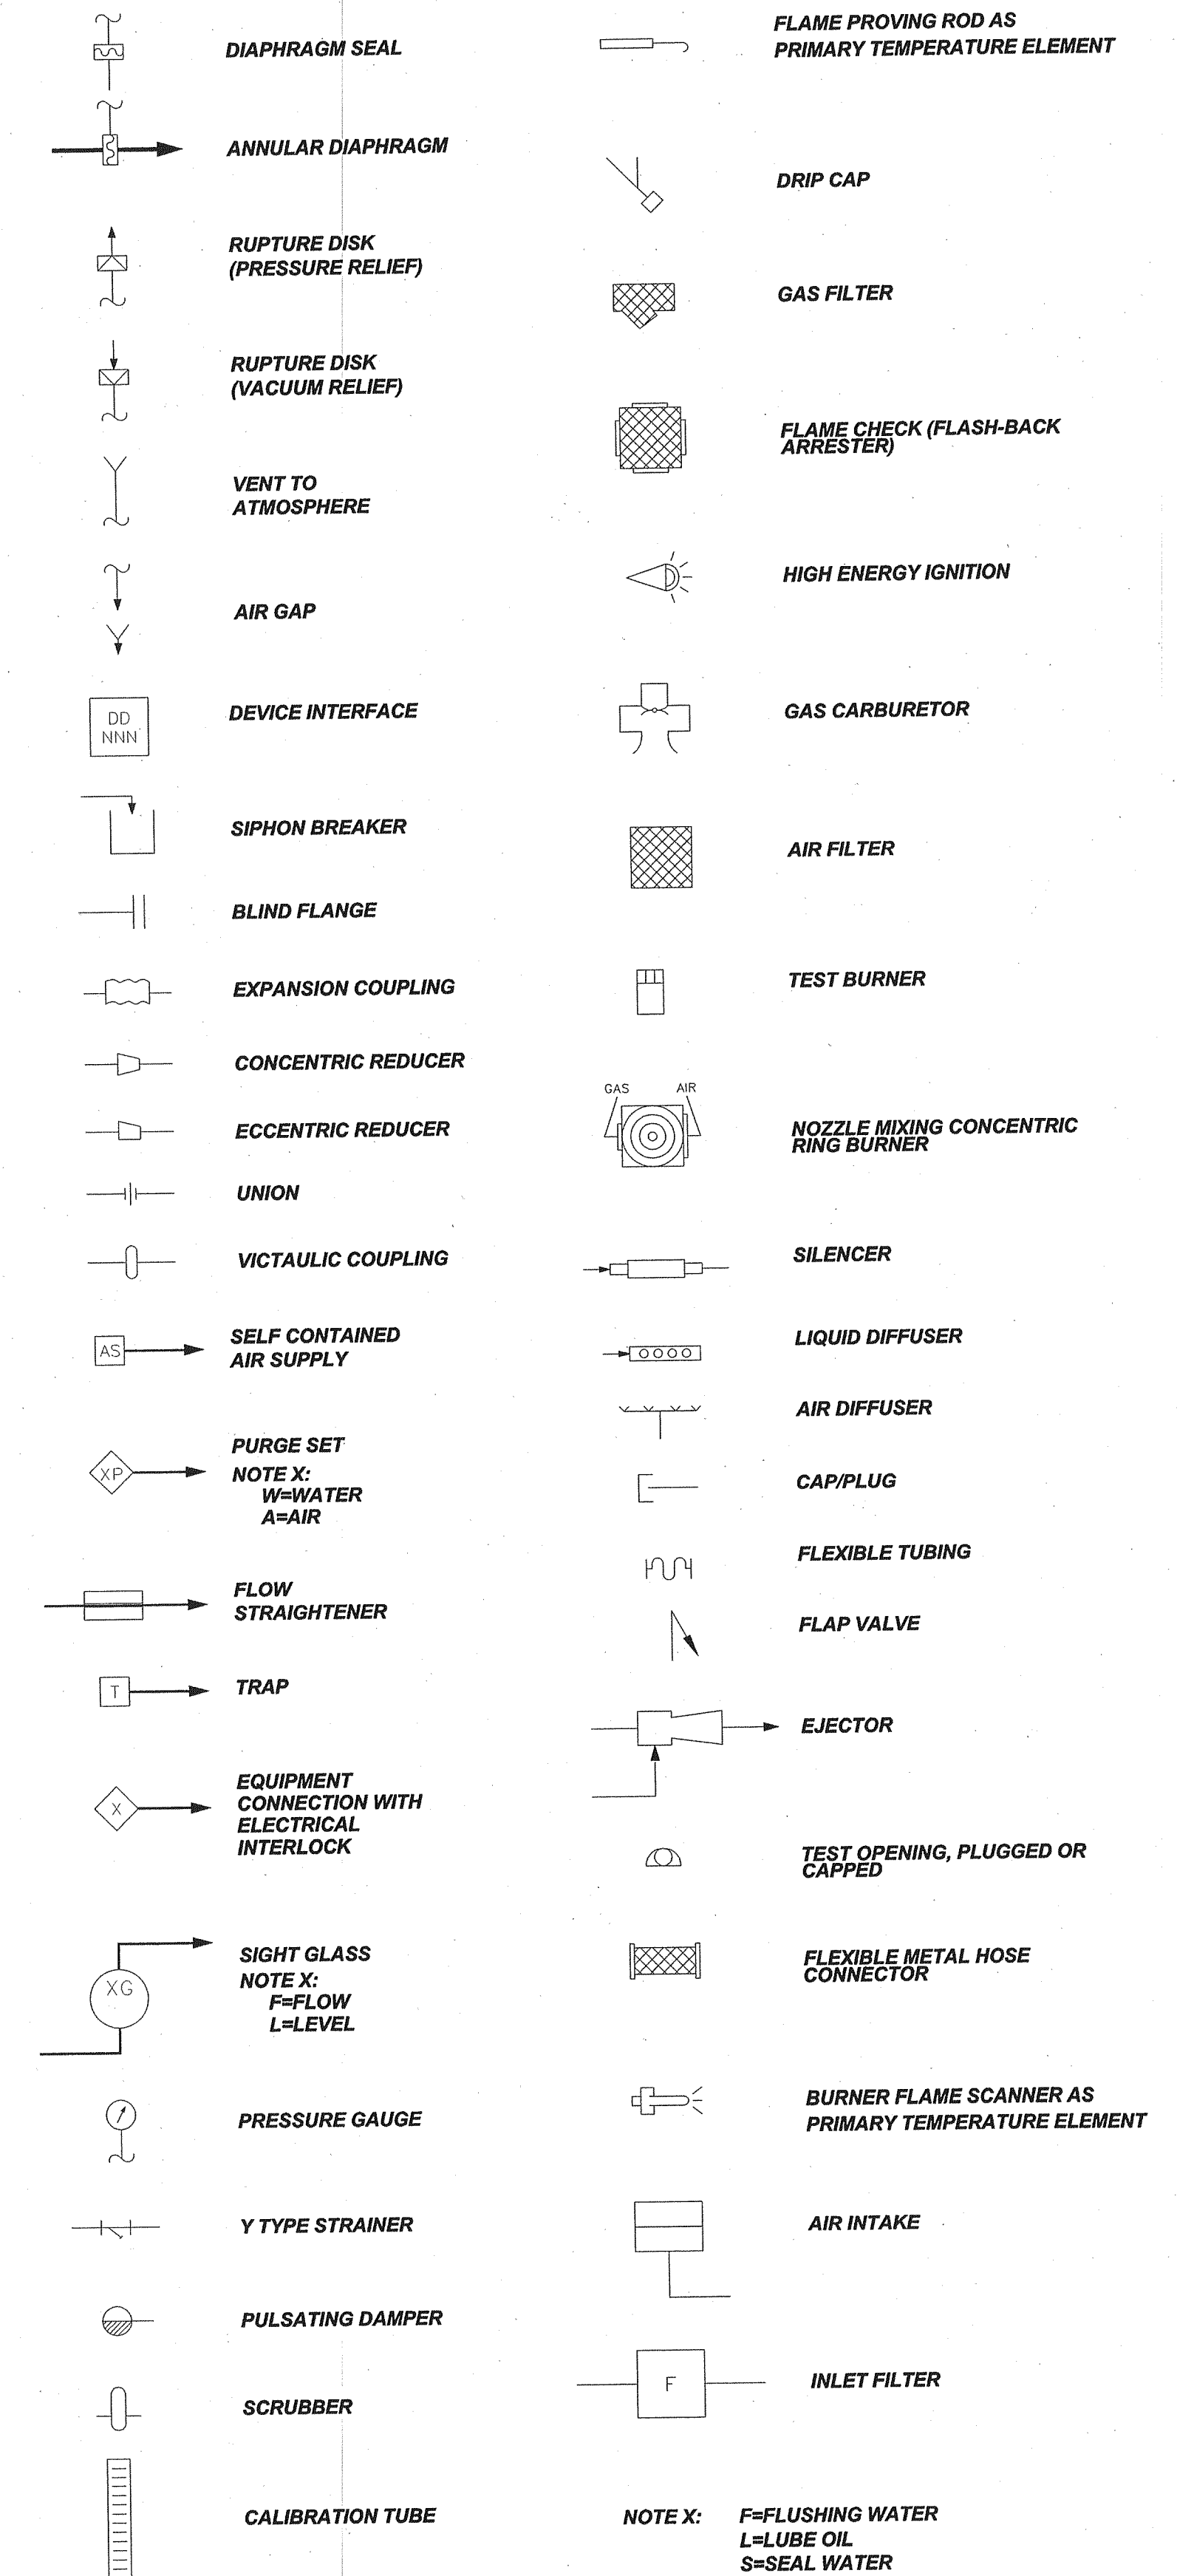 DIAPHRAGM SEAL
ANNULAR DIAPHRAGM
RUPTURE DISK
(PRESSURE RELIEF)
RUPTURE DISK
(VACUUM RELIEF)
VENT TO
ATMOSPHERE
AIR GAP
DD
NNN
DEVICE INTERFACE
SIPHON BREAKER
BLIND FLANGE
EXPANSION COUPLING
CONCENTRIC REDUCER
ECCENTRIC REDUCER
UNION
VICTAULIC COUPLING
AS
SELF CONTAINED
AIR SUPPLY
XP
PURGE SET
NOTE X:
W=WATER
A=AIR
FLOW
STRAIGHTENER
T
TRAP
X
EQUIPMENT
CONNECTION WITH
ELECTRICAL
INTERLOCK
XG
SIGHT GLASS
NOTE X:
F=FLOW
L=LEVEL
PRESSURE GAUGE
Y TYPE STRAINER
PULSATING DAMPER
SCRUBBER
CALIBRATION TUBE
FLAME PROVING ROD AS
PRIMARY TEMPERATURE ELEMENT
DRIP CAP
GAS FILTER
FLAME CHECK (FLASH-BACK
ARRESTER)
HIGH ENERGY IGNITION
GAS CARBURETOR
AIR FILTER
TEST BURNER
GAS AIR
NOZZLE MIXING CONCENTRIC
RING BURNER
SILENCER
LIQUID DIFFUSER
AIR DIFFUSER
CAP/PLUG
FLEXIBLE TUBING
FLAP VALVE
EJECTOR
TEST OPENING, PLUGGED OR
CAPPED
FLEXIBLE METAL HOSE
CONNECTOR
BURNER FLAME SCANNER AS
PRIMARY TEMPERATURE ELEMENT
AIR INTAKE
F
INLET FILTER
NOTE X: F=FLUSHING WATER
L=LUBE OIL
S=SEAL WATER